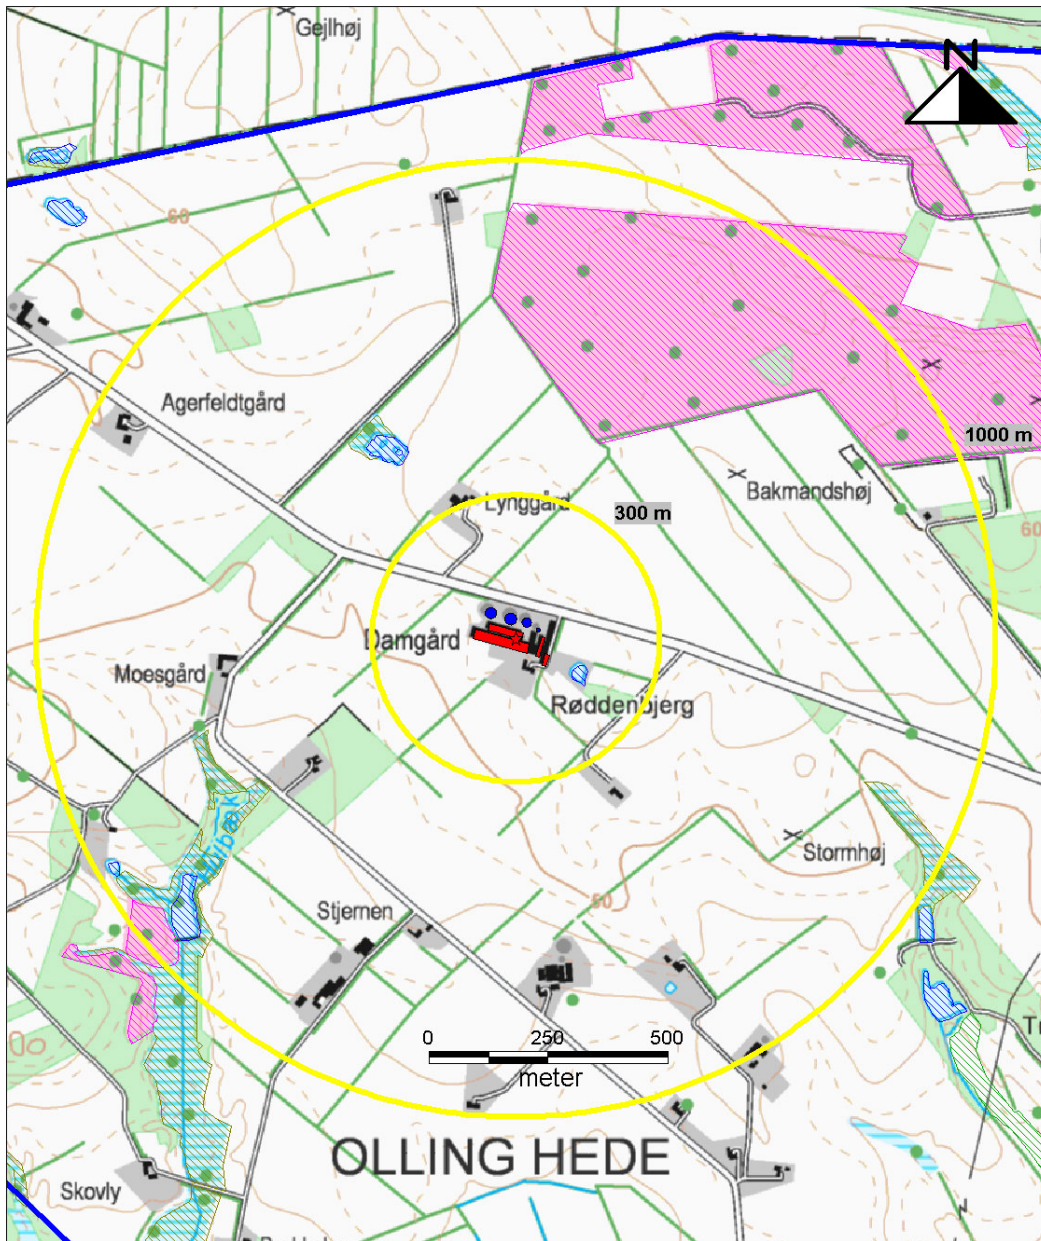 Gejlhøj
N
60
Agerfeldtgård
1000 m
Bakmandshøj
Lynggård
300 m
60
Damgård
Moesgård
Røddenbjerg
Hulbæk
Stormhøj
60
Stjernen
0 250 500
meter
OLLING HEDE
Skovly